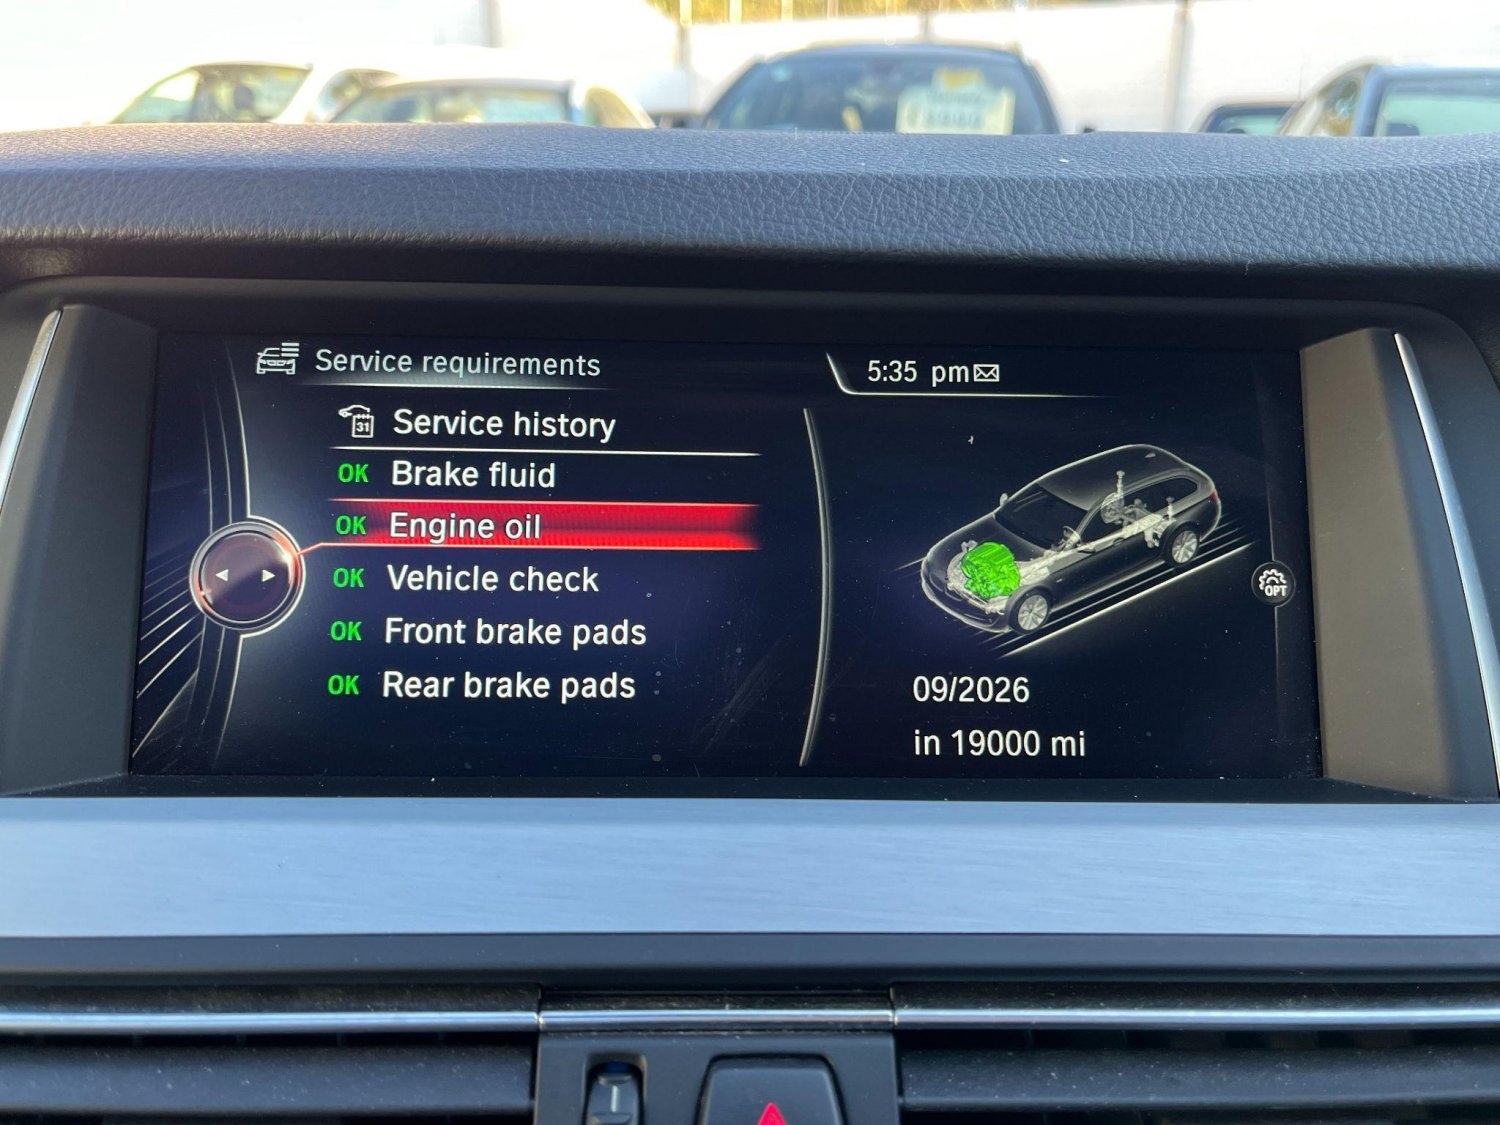 Service requirements
5:35 pm
31 Service history
OK Brake fluid
OK Engine oil
OK Vehicle check
OK Front brake pads
OK Rear brake pads
OPT
09/2026
in 19000 mi